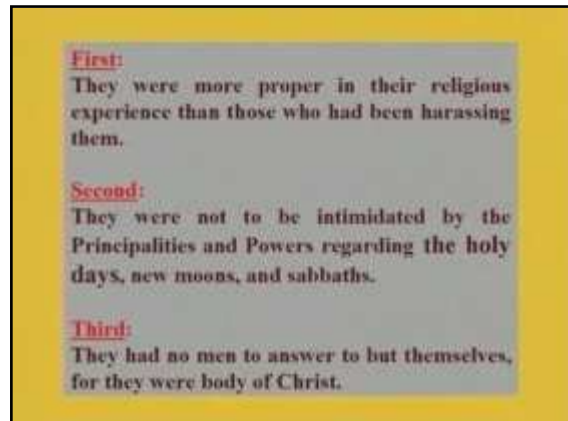 First:
They were more proper in their religious
experience than those who had been harassing
them.
Second:
They were not to be intimidated by the
Principalities and Powers regarding the holy
days, new moons, and sabbaths.
Third:
They had no men to answer to but themselves,
for they were body of Christ.